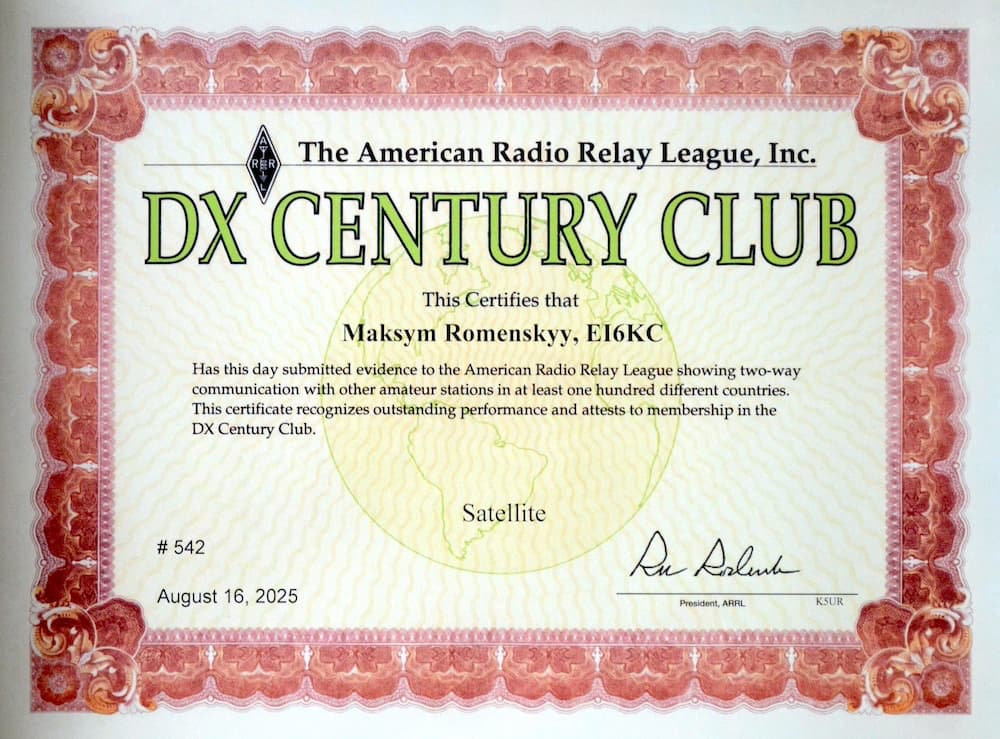 ARRL
The American Radio Relay League, Inc.
DX CENTURY CLUB
This Certifies that
Maksym Romenskyy, EI6KC
Has this day submitted evidence to the American Radio Relay League showing two-way
communication with other amateur stations in at least one hundred different countries.
This certificate recognizes outstanding performance and attests to membership in the
DX Century Club.
Satellite
# 542
August 16, 2025
President, ARRL
K5UR